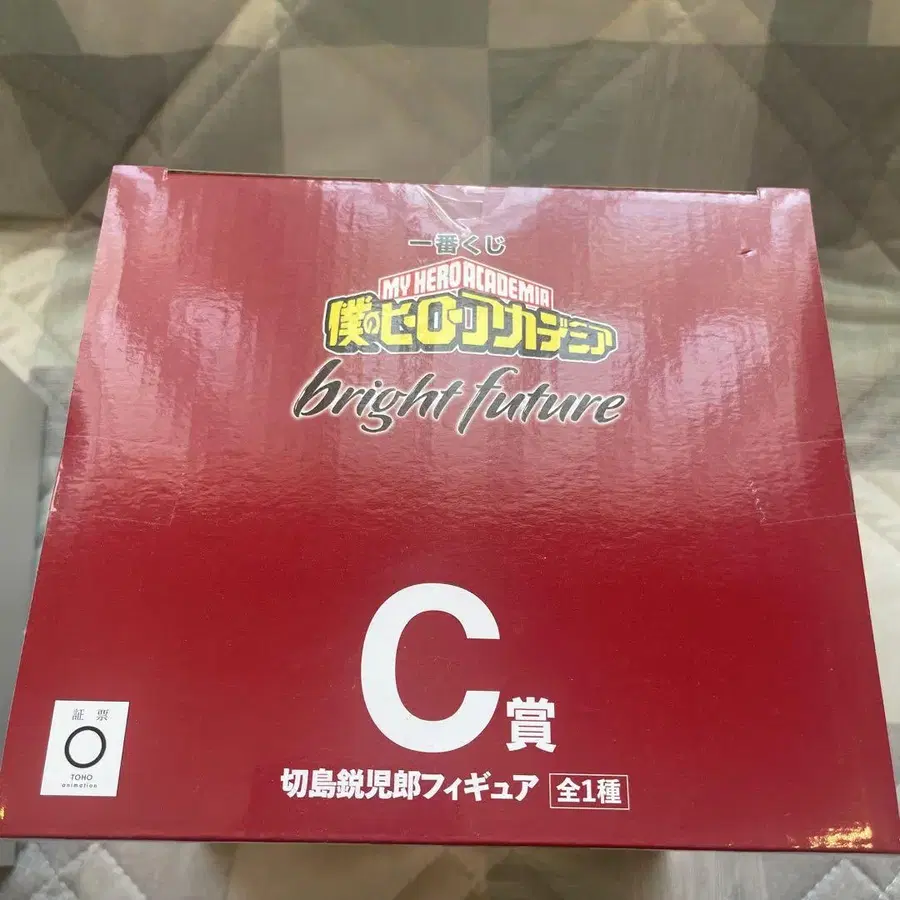 一番くじ
MY HERO ACADEMIA
僕のヒーローアカデミア
bright future
C賞
切島鋭児郎フィギュア 全1種
証 票
TOHO
animation